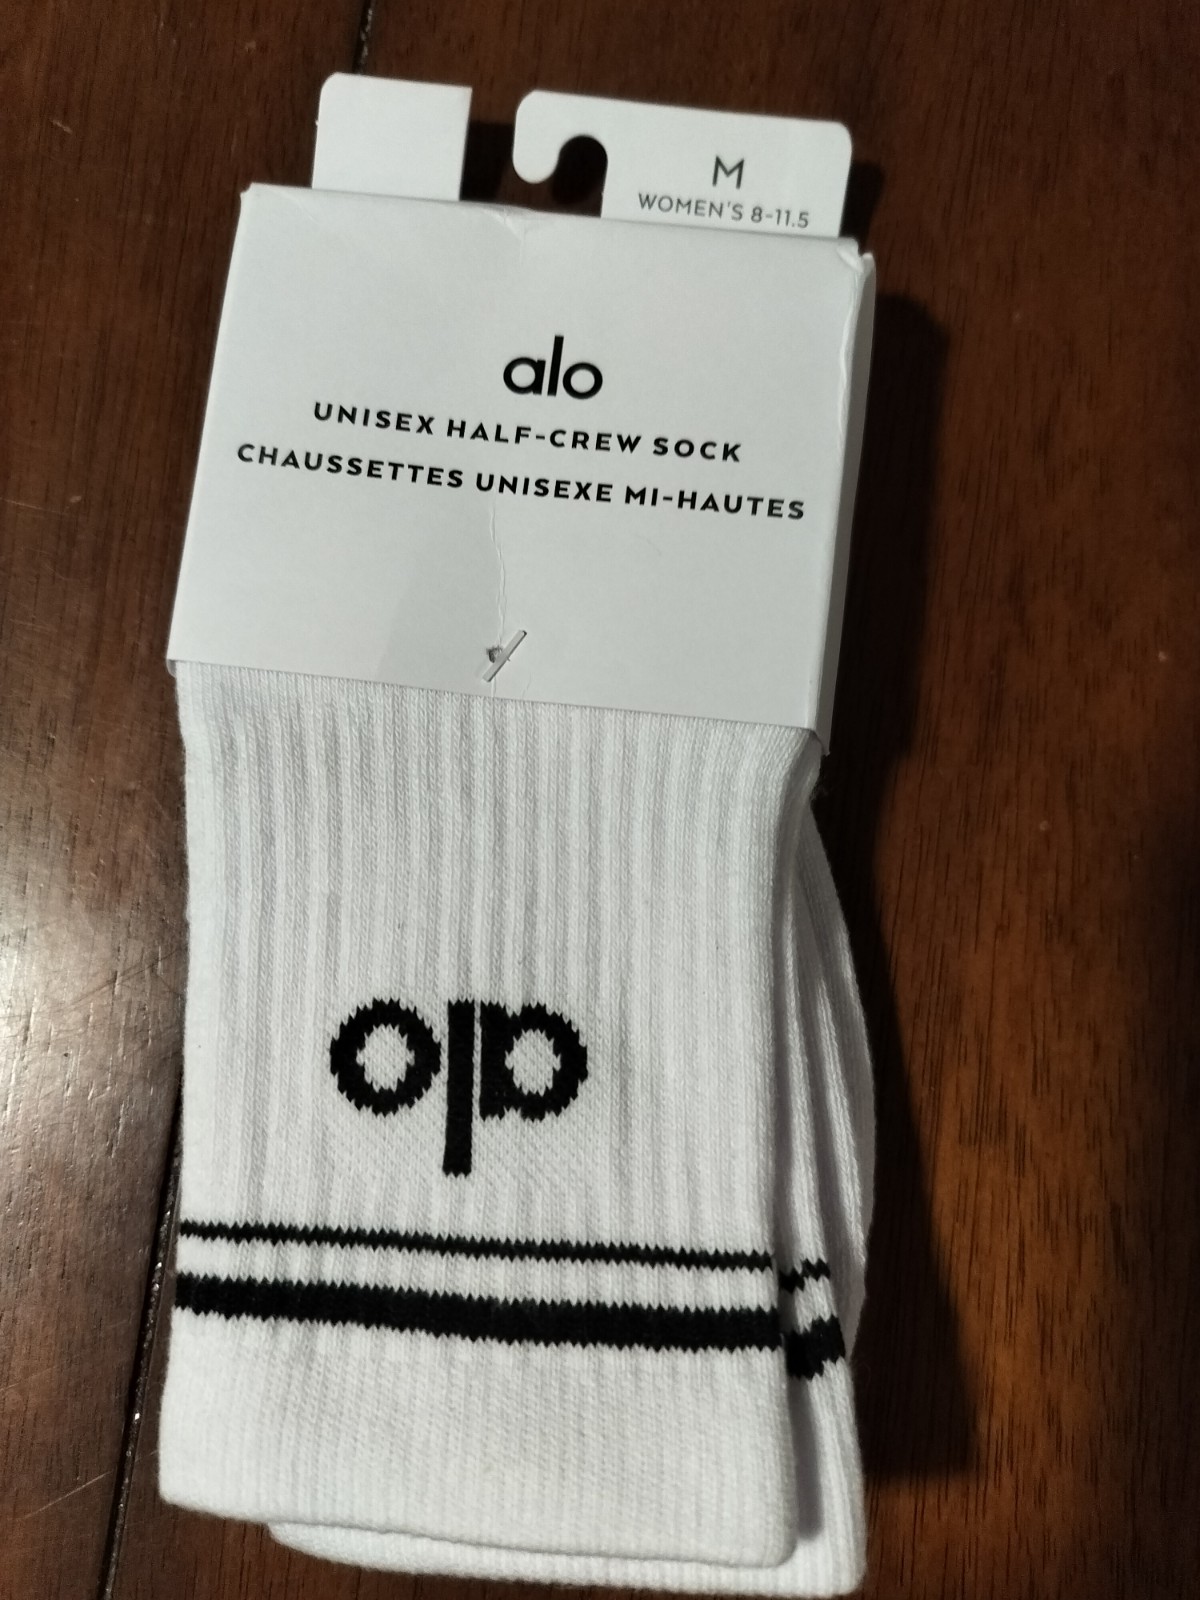 M
WOMEN'S 8-11.5
alo
UNISEX HALF-CREW SOCK
CHAUSSETTES UNISEXE MI-HAUTES
alo